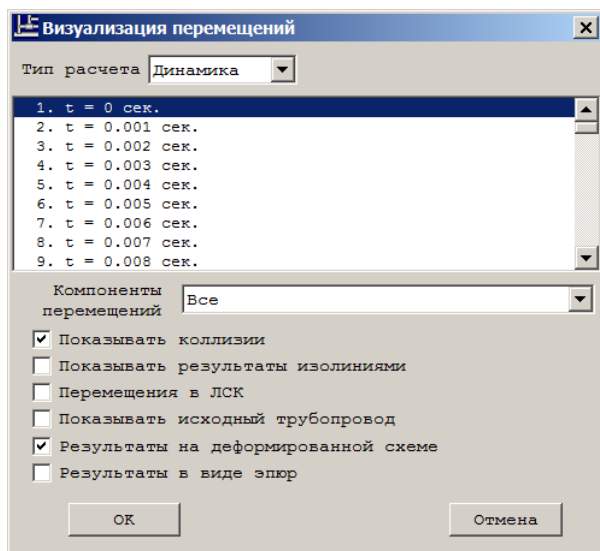 Визуализация перемещений
Тип расчета Динамика
1. t = 0 сек.
2. t = 0.001 сек.
3. t = 0.002 сек.
4. t = 0.003 сек.
5. t = 0.004 сек.
6. t = 0.005 сек.
7. t = 0.006 сек.
8. t = 0.007 сек.
9. t = 0.008 сек.
Компоненты
перемещений
Все
Показывать коллизии
Показывать результаты изолиниями
Перемещения в ЛСК
Показывать исходный трубопровод
Результаты на деформированной схеме
Результаты в виде эпюр
ОК Отмена